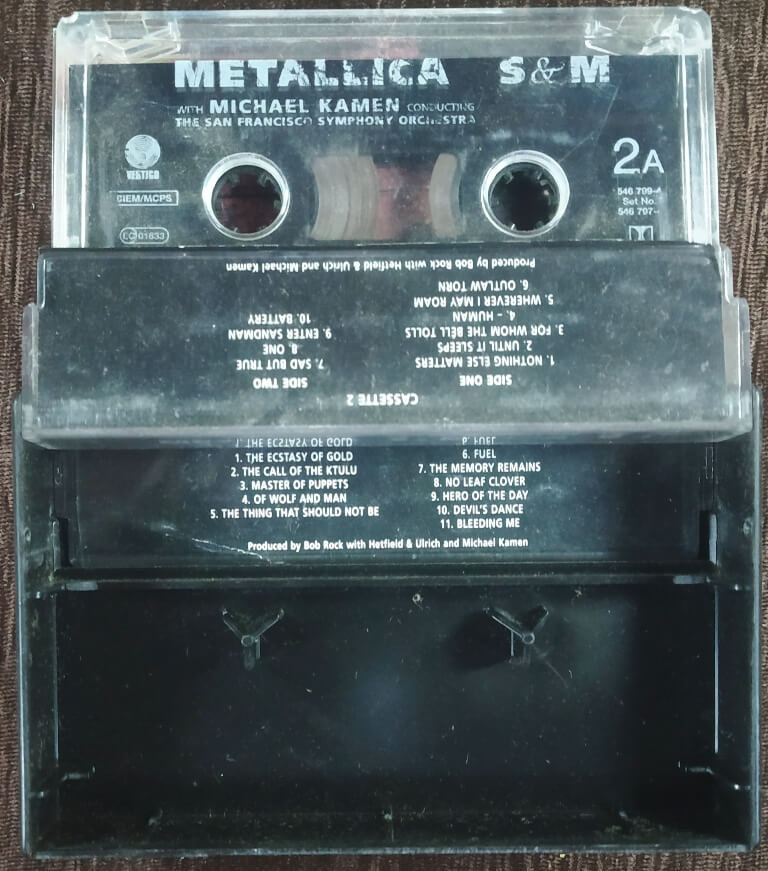 METALLICA S&M
WITH MICHAEL KAMEN CONDUCTING
THE SAN FRANCISCO SYMPHONY ORCHESTRA
VERTIGO
BIEM/MCPS
LC 01633
2A
546 799-4
Set No.
546 797-
CASSETTE 2
SIDE ONE
1. NOTHING ELSE MATTERS
2. UNTIL IT SLEEPS
3. FOR WHOM THE BELL TOLLS
4. - HUMAN
5. WHEREVER I MAY ROAM
6. OUTLAW TORN
SIDE TWO
7. SAD BUT TRUE
8. ONE
9. ENTER SANDMAN
10. BATTERY
Produced by Bob Rock with Hetfield & Ulrich and Michael Kamen
1. THE ECSTASY OF GOLD
2. THE CALL OF THE KTULU
3. MASTER OF PUPPETS
4. OF WOLF AND MAN
5. THE THING THAT SHOULD NOT BE
6. FUEL
7. THE MEMORY REMAINS
8. NO LEAF CLOVER
9. HERO OF THE DAY
10. DEVIL'S DANCE
11. BLEEDING ME
Produced by Bob Rock with Hetfield & Ulrich and Michael Kamen